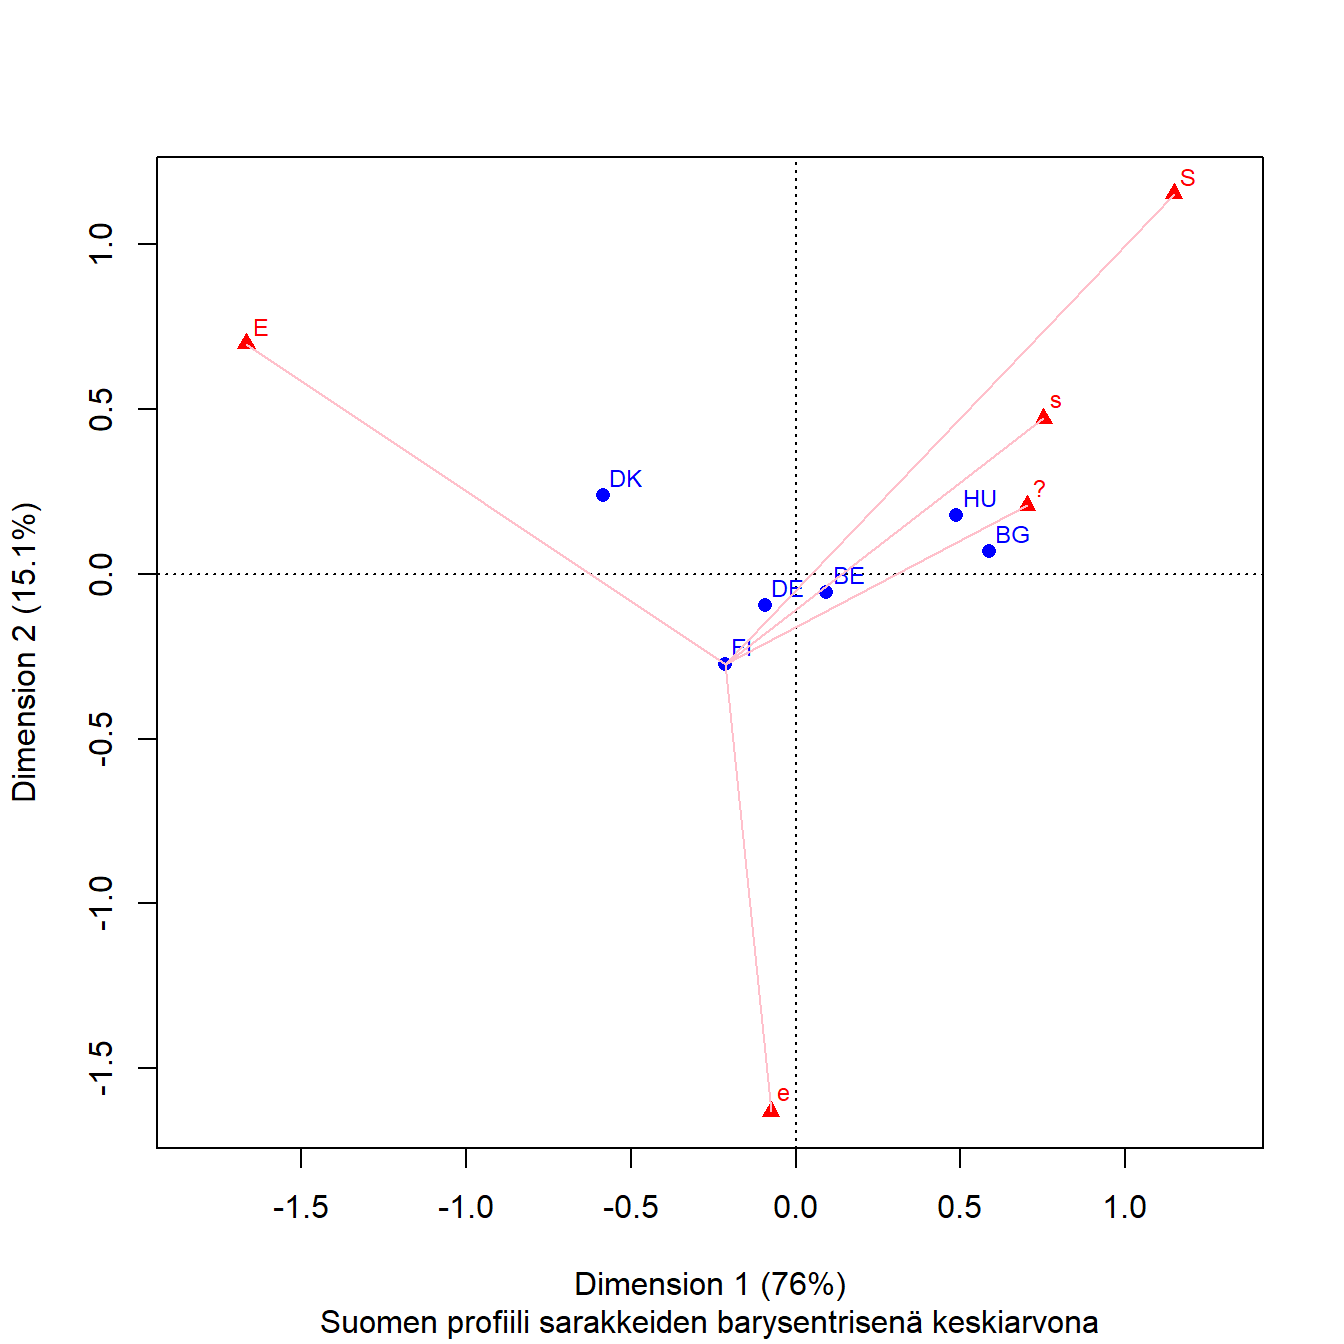 S
E
s
DK
?
HU
BG
DE
BE
FI
e
1.0
0.5
0.0
-0.5
-1.0
-1.5
Dimension 2 (15.1%)
-1.5 -1.0 -0.5 0.0 0.5 1.0
Dimension 1 (76%)
Suomen profiili sarakkeiden barysentrisenä keskiarvona